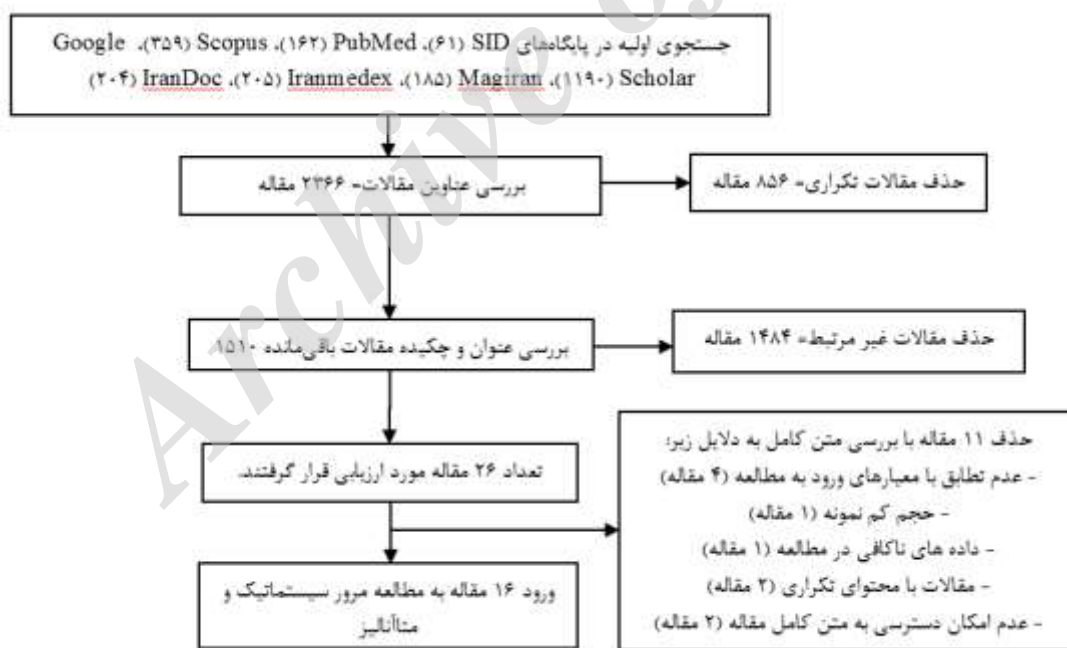 Archive of
جستجوی اولیه در پایگاه‌های SID (۶۱)، PubMed (۱۶۲)، Scopus (۳۵۹)، Google
Scholar (۱۱۹۰)، Magiran (۱۸۵)، Iranmedex (۲۰۵)، IranDoc (۲۰۴)
بررسی عناوین مقالات= ۲۳۶۶ مقاله
حذف مقالات تکراری= ۸۵۶ مقاله
بررسی عنوان و چکیده مقالات باقی‌مانده ۱۵۱۰
حذف مقالات غیر مرتبط= ۱۴۸۴ مقاله
تعداد ۲۶ مقاله مورد ارزیابی قرار گرفتند.
حذف ۱۱ مقاله با بررسی متن کامل به دلایل زیر:
- عدم تطابق با معیارهای ورود به مطالعه (۴ مقاله)
- حجم کم نمونه (۱ مقاله)
- داده های ناکافی در مطالعه (۱ مقاله)
- مقالات با محتوای تکراری (۲ مقاله)
- عدم امکان دسترسی به متن کامل مقاله (۲ مقاله)
ورود ۱۶ مقاله به مطالعه مرور سیستماتیک و
متاآنالیز